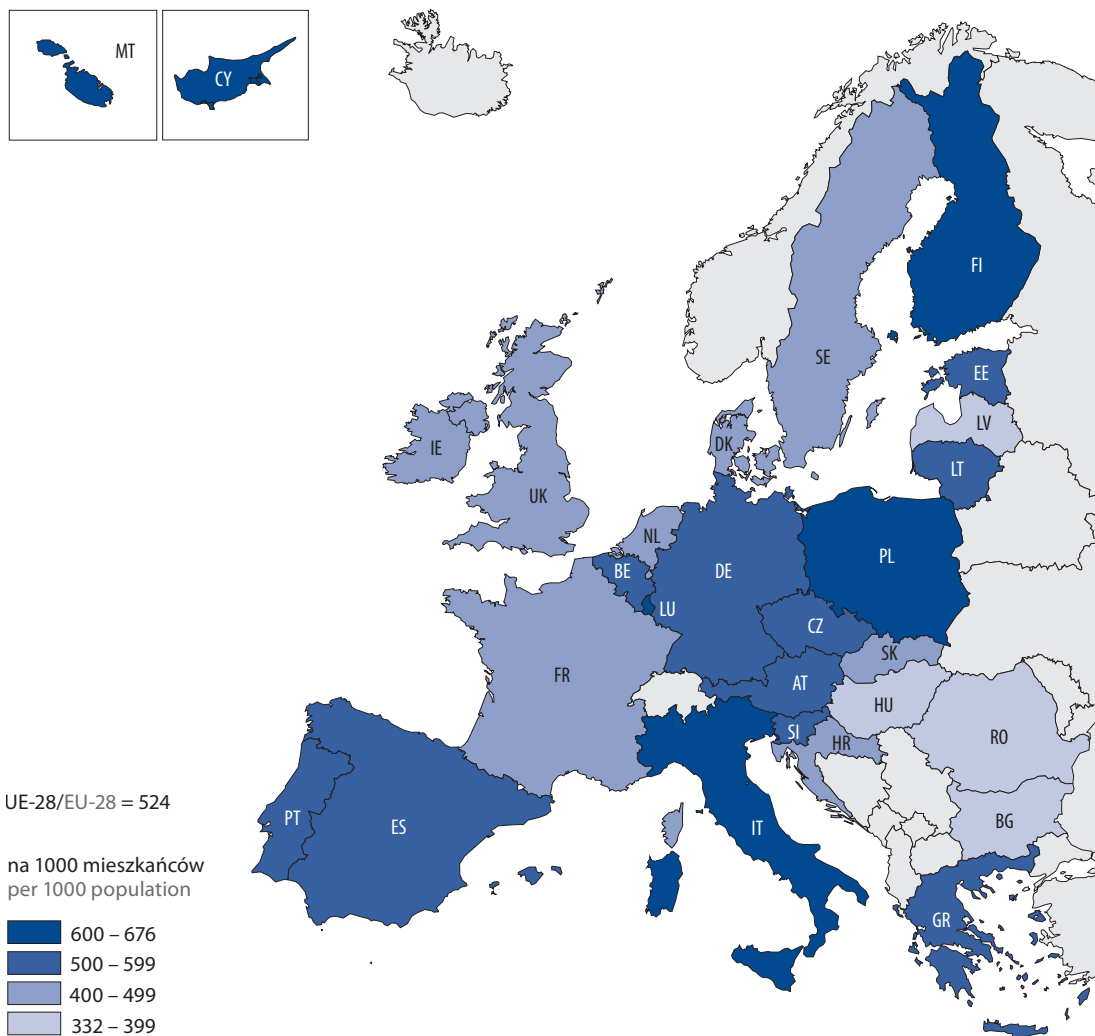 MT
CY
FI
SE
EE
LV
DK
IE
LT
UK
NL
PL
BE
DE
LU
CZ
SK
FR
AT
HU
SI
RO
HR
PT
ES
IT
BG
GR
UE-28/EU-28 = 524
na 1000 mieszkańców
per 1000 population
600 – 676
500 – 599
400 – 499
332 – 399